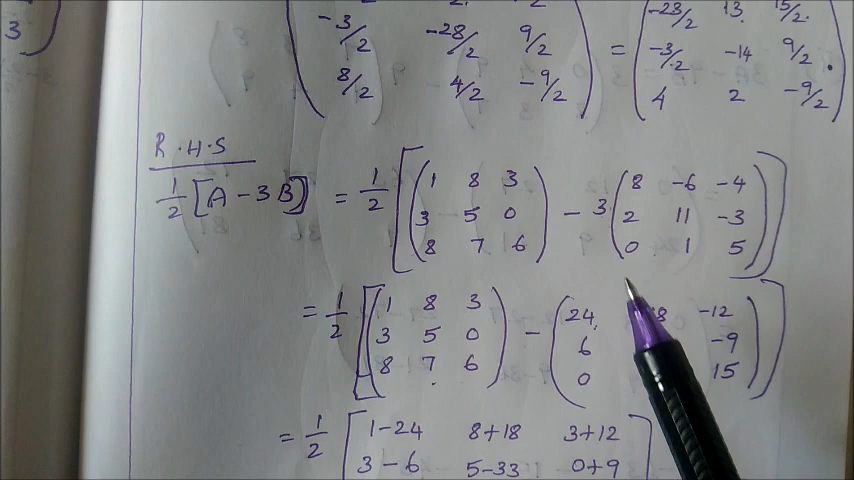 3
-3/2 -28/2 9/2 = -3/2 -14 9/2 .
8/2 4/2 -9/2 4 2 -9/2
-23/2 13 15/2
R.H.S
1/2 [A - 3B] = 1/2 [ ( 1 8 3 ) - 3 ( 8 -6 -4 ) ]
3 5 0 2 11 -3
8 7 6 0 1 5
= 1/2 [ ( 1 8 3 ) - ( 24 8 -12 ) ]
3 5 0 6 -9
8 7 6 0 15
= 1/2 [ 1-24 8+18 3+12 ]
3-6 5-33 0+9